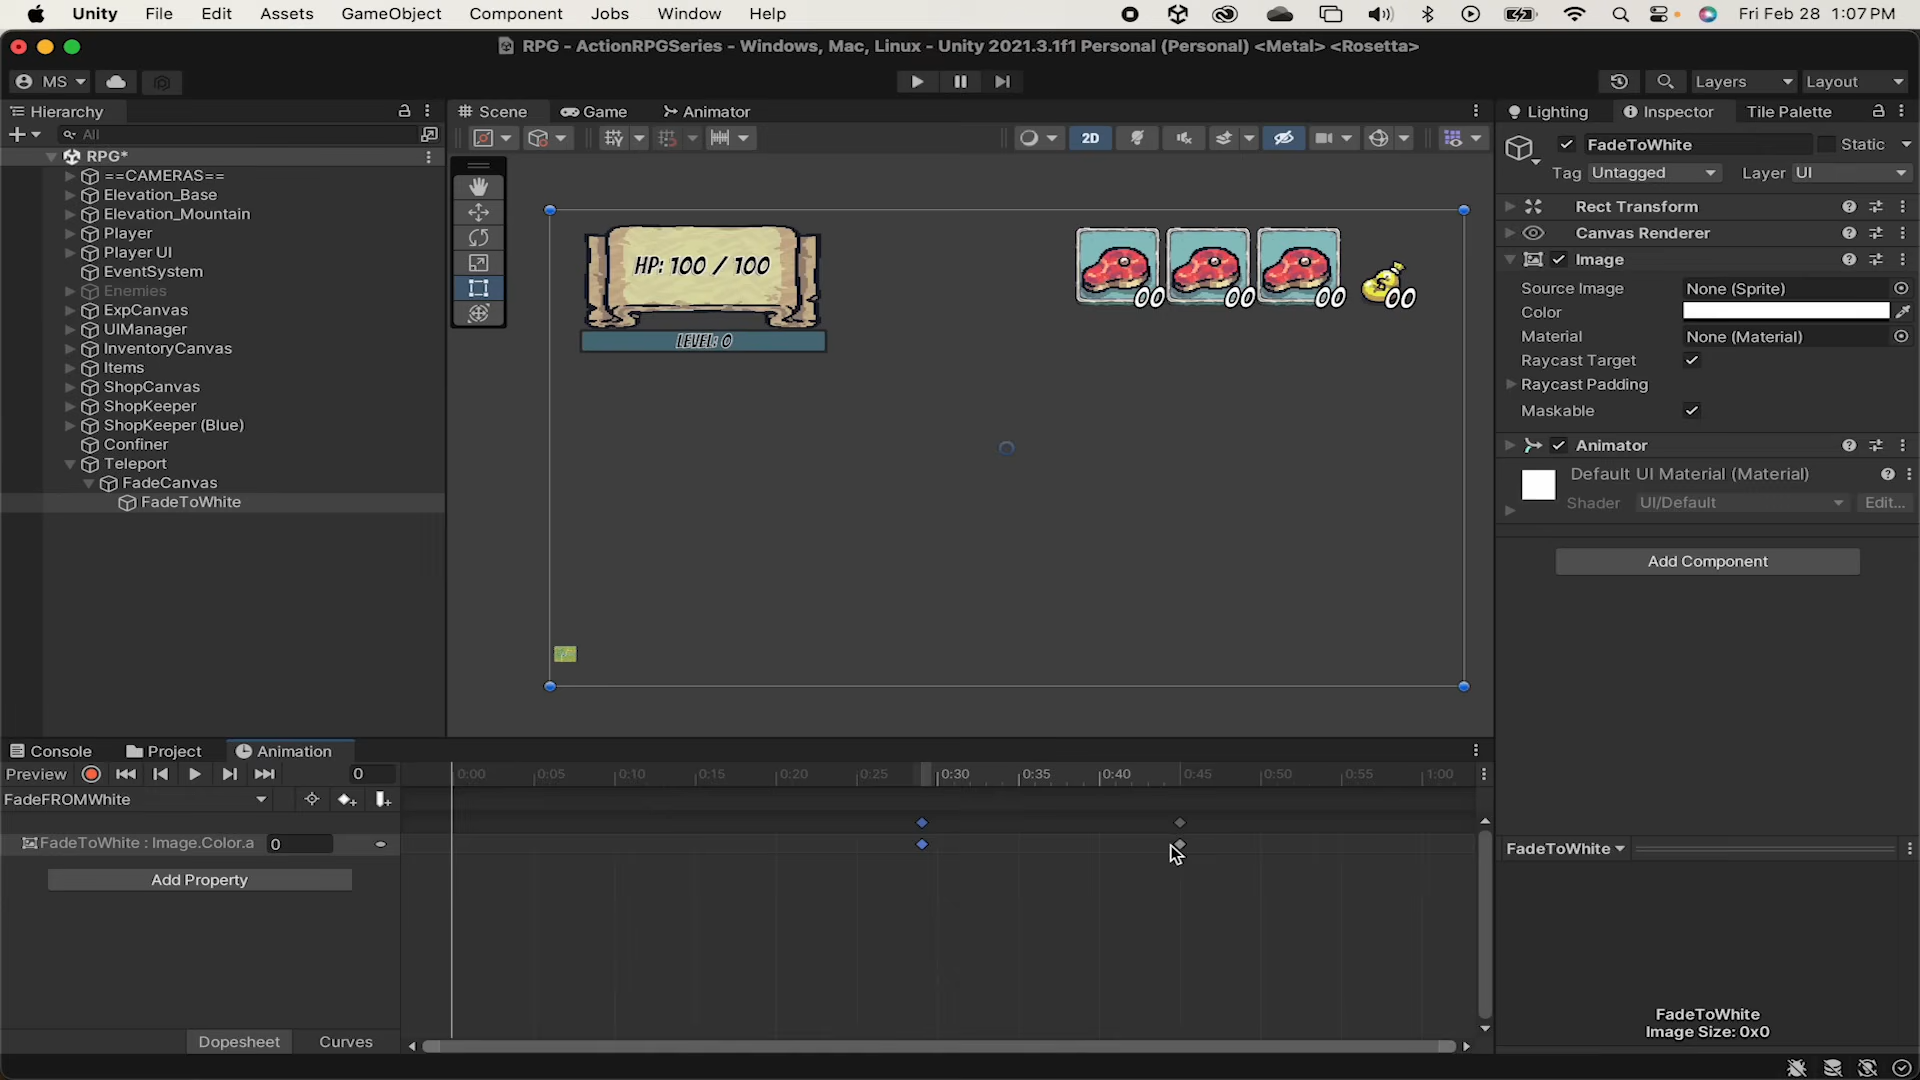 Unity File Edit Assets GameObject Component Jobs Window Help Fri Feb 28 1:07 PM
RPG - ActionRPGSeries - Windows, Mac, Linux - Unity 2021.3.1f1 Personal (Personal) <Metal> <Rosetta>
MS Layers Layout
Hierarchy
All
RPG*
==CAMERAS==
Elevation_Base
Elevation_Mountain
Player
Player UI
EventSystem
Enemies
ExpCanvas
UIManager
InventoryCanvas
Items
ShopCanvas
ShopKeeper
ShopKeeper (Blue)
Confiner
Teleport
FadeCanvas
FadeToWhite
Scene Game Animator
2D
HP: 100 / 100
LEVEL: 0
00 00 00 00
Lighting Inspector Tile Palette
FadeToWhite Static
Tag Untagged Layer UI
Rect Transform
Canvas Renderer
Image
Source Image None (Sprite)
Color
Material None (Material)
Raycast Target
Raycast Padding
Maskable
Animator
Default UI Material (Material)
Shader UI/Default Edit...
Add Component
Console Project Animation
Preview 0 0:00 0:05 0:10 0:15 0:20 0:25 0:30 0:35 0:40 0:45 0:50 0:55 1:00
FadeFROMWhite
FadeToWhite : Image.Color.a 0
Add Property
Dopesheet Curves
FadeToWhite
FadeToWhite
Image Size: 0x0